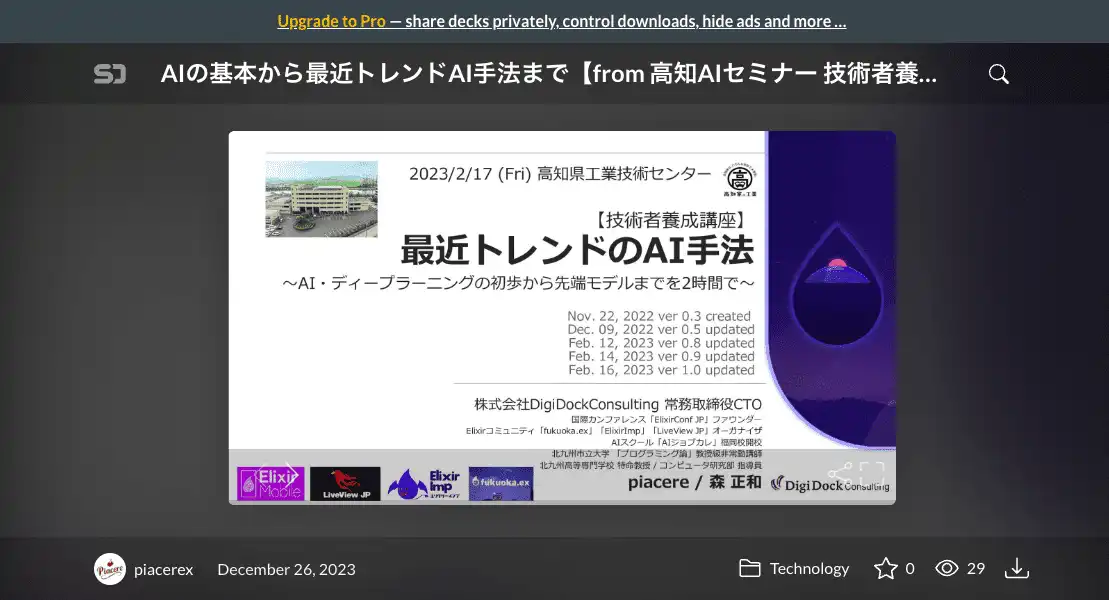 Upgrade to Pro — share decks privately, control downloads, hide ads and more …
AIの基本から最近トレンドAI手法まで【from 高知AIセミナー 技術者養…
2023/2/17 (Fri) 高知県工業技術センター
【技術者養成講座】
最近トレンドのAI手法
～AI・ディープラーニングの初歩から先端モデルまでを2時間で～
Nov. 22, 2022 ver 0.3 created
Dec. 09, 2022 ver 0.5 updated
Feb. 12, 2023 ver 0.8 updated
Feb. 14, 2023 ver 0.9 updated
Feb. 16, 2023 ver 1.0 updated
株式会社DigiDockConsulting 常務取締役CTO
国際カンファレンス「ElixirConf JP」ファウンダー
Elixirコミュニティ「fukuoka.ex」「ElixirImp」「LiveView JP」オーガナイザ
AIスクール「AIジョブカレ」福岡校開校
北九州市立大学 「プログラミング論」教授級非常勤講師
北九州高等専門学校 特命教授 / コンピュータ研究部 指導員
piacere / 森 正和
Elixir Mobile
LiveView JP
Elixir imp
fukuoka.ex
DigiDock Consulting
piacerex
December 26, 2023
Technology
0
29